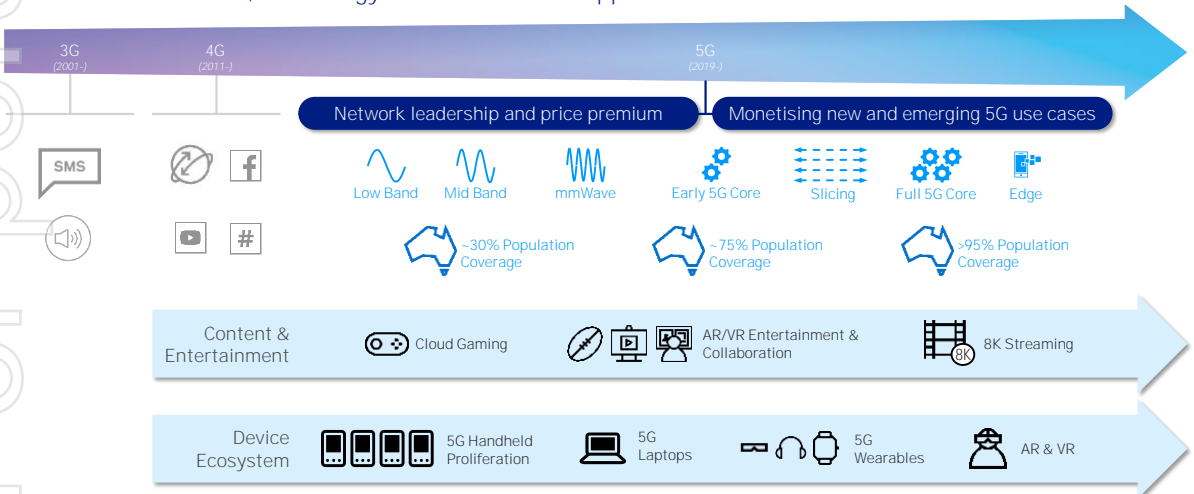 3G
(2001-)
4G
(2011-)
5G
(2019-)
Network leadership and price premium
Monetising new and emerging 5G use cases
SMS
f
#
Low Band
Mid Band
mmWave
Early 5G Core
Slicing
Full 5G Core
Edge
~30% Population
Coverage
~75% Population
Coverage
>95% Population
Coverage
Content &
Entertainment
Cloud Gaming
AR/VR Entertainment &
Collaboration
8K
8K Streaming
Device
Ecosystem
5G Handheld
Proliferation
5G
Laptops
5G
Wearables
AR & VR